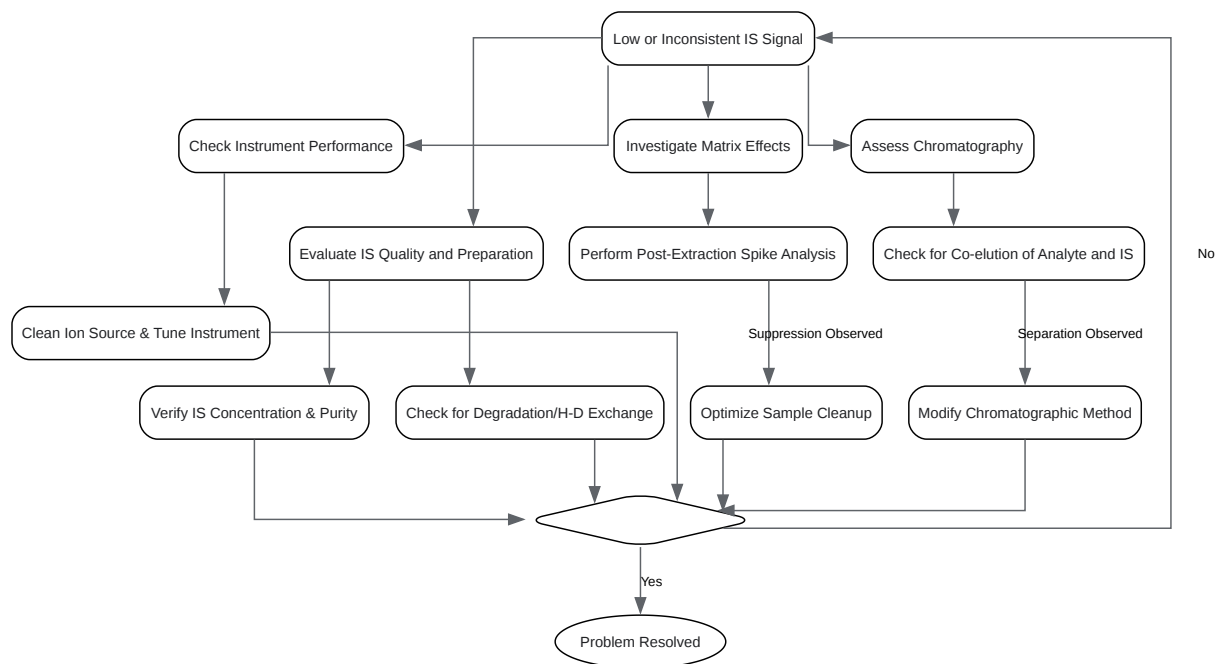 Low or Inconsistent IS Signal
Check Instrument Performance
Investigate Matrix Effects
Assess Chromatography
Evaluate IS Quality and Preparation
Perform Post-Extraction Spike Analysis
Check for Co-elution of Analyte and IS
No
Clean Ion Source & Tune Instrument
Suppression Observed
Separation Observed
Verify IS Concentration & Purity
Check for Degradation/H-D Exchange
Optimize Sample Cleanup
Modify Chromatographic Method
Yes
Problem Resolved